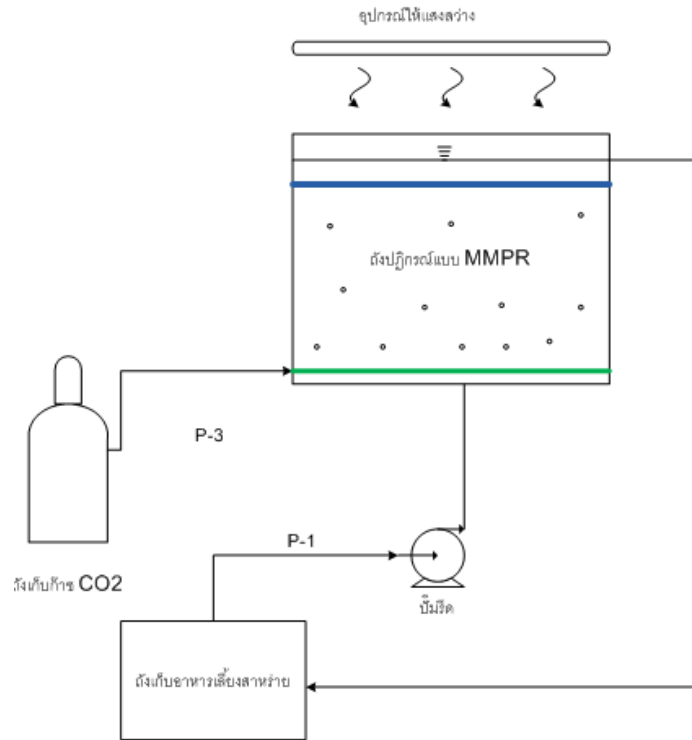 อุปกรณ์ให้แสงสว่าง
ถังปฏิกรณ์แบบ MMPR
P-3
P-1
ถังเก็บก๊าซ CO2
ปั๊มรีด
ถังเก็บอาหารเลี้ยงสาหร่าย